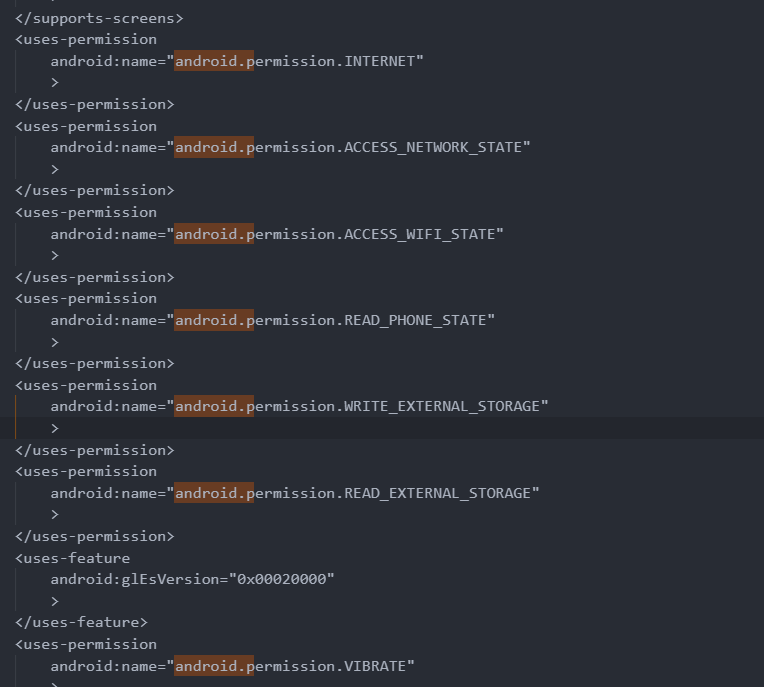 </supports-screens>
<uses-permission
android:name="android.permission.INTERNET"
>
</uses-permission>
<uses-permission
android:name="android.permission.ACCESS_NETWORK_STATE"
>
</uses-permission>
<uses-permission
android:name="android.permission.ACCESS_WIFI_STATE"
>
</uses-permission>
<uses-permission
android:name="android.permission.READ_PHONE_STATE"
>
</uses-permission>
<uses-permission
android:name="android.permission.WRITE_EXTERNAL_STORAGE"
>
</uses-permission>
<uses-permission
android:name="android.permission.READ_EXTERNAL_STORAGE"
>
</uses-permission>
<uses-feature
android:glEsVersion="0x00020000"
>
</uses-feature>
<uses-permission
android:name="android.permission.VIBRATE"
>